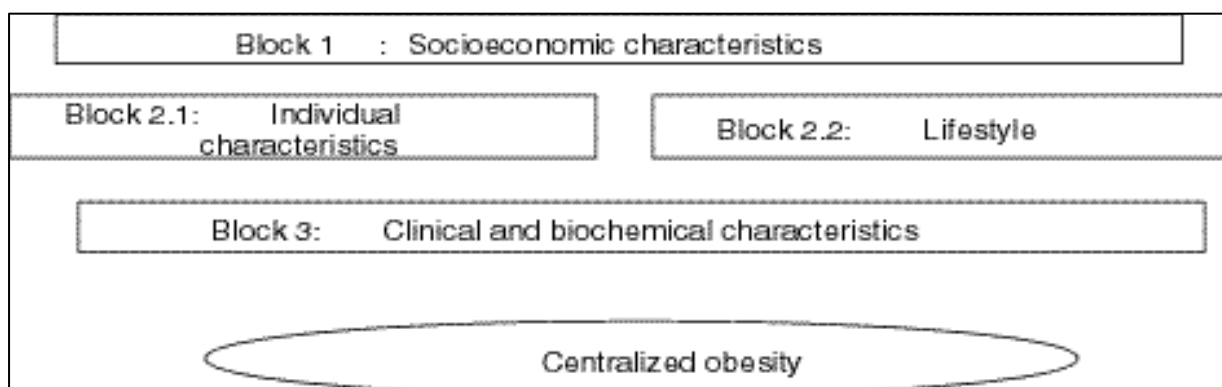 Block 1 : Socioeconomic characteristics
Block 2.1: Individual
characteristics
Block 2.2: Lifestyle
Block 3: Clinical and biochemical characteristics
Centralized obesity